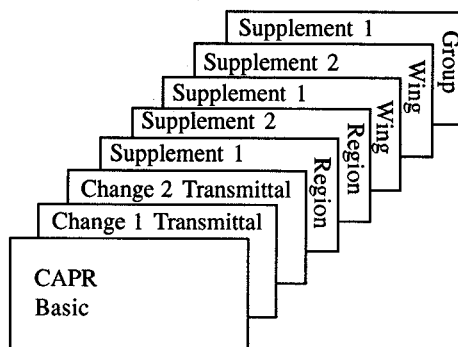 Supplement 1
Group
Supplement 2
Wing
Supplement 1
Wing
Supplement 2
Region
Supplement 1
Region
Change 2 Transmittal
Change 1 Transmittal
CAPR
Basic